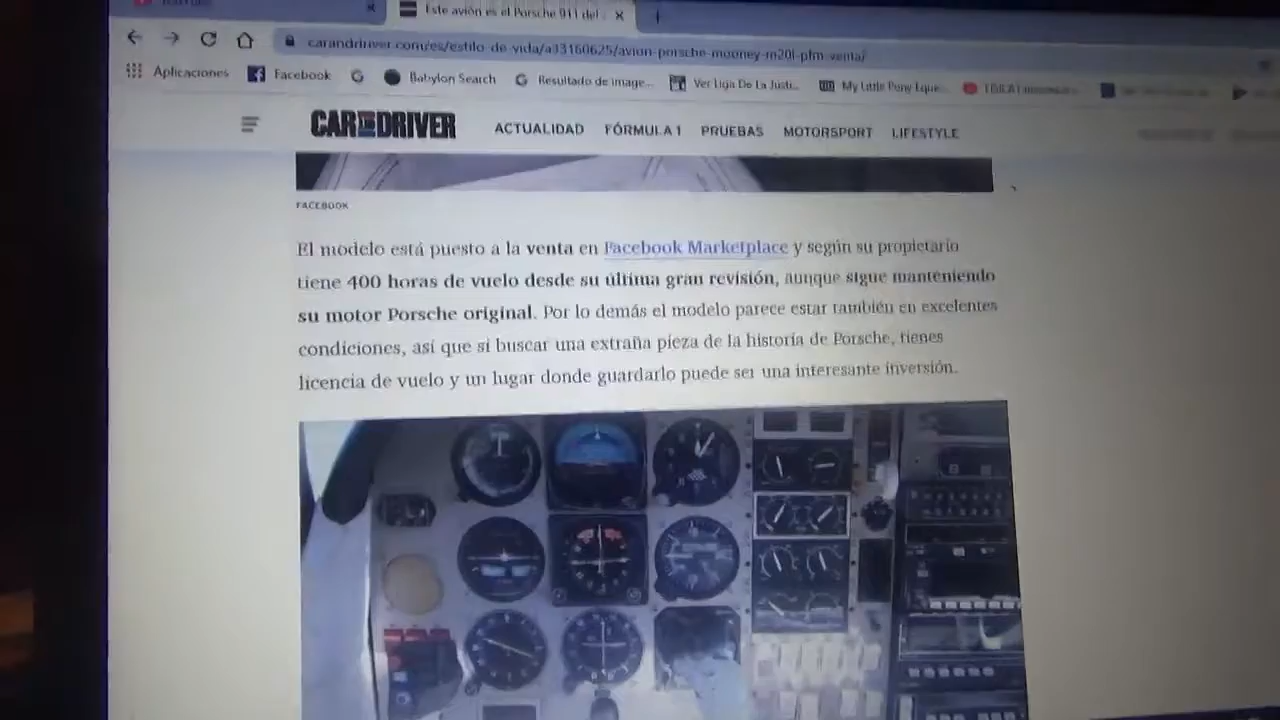 Este avión es el Porsche 911 del
carandriver.com/es/estilo-de-vida/a33160625/avion-porsche-mooney-m20l-pfm-venta/
Aplicaciones Facebook Babylon Search Resultado de image... Ver Liga De La Justi... My Little Pony Eque...
CAR AND DRIVER ACTUALIDAD FÓRMULA 1 PRUEBAS MOTORSPORT LIFESTYLE
FACEBOOK
El modelo está puesto a la venta en Facebook Marketplace y según su propietario
tiene 400 horas de vuelo desde su última gran revisión, aunque sigue manteniendo
su motor Porsche original. Por lo demás el modelo parece estar también en excelentes
condiciones, así que si buscar una extraña pieza de la historia de Porsche, tienes
licencia de vuelo y un lugar donde guardarlo puede ser una interesante inversión.